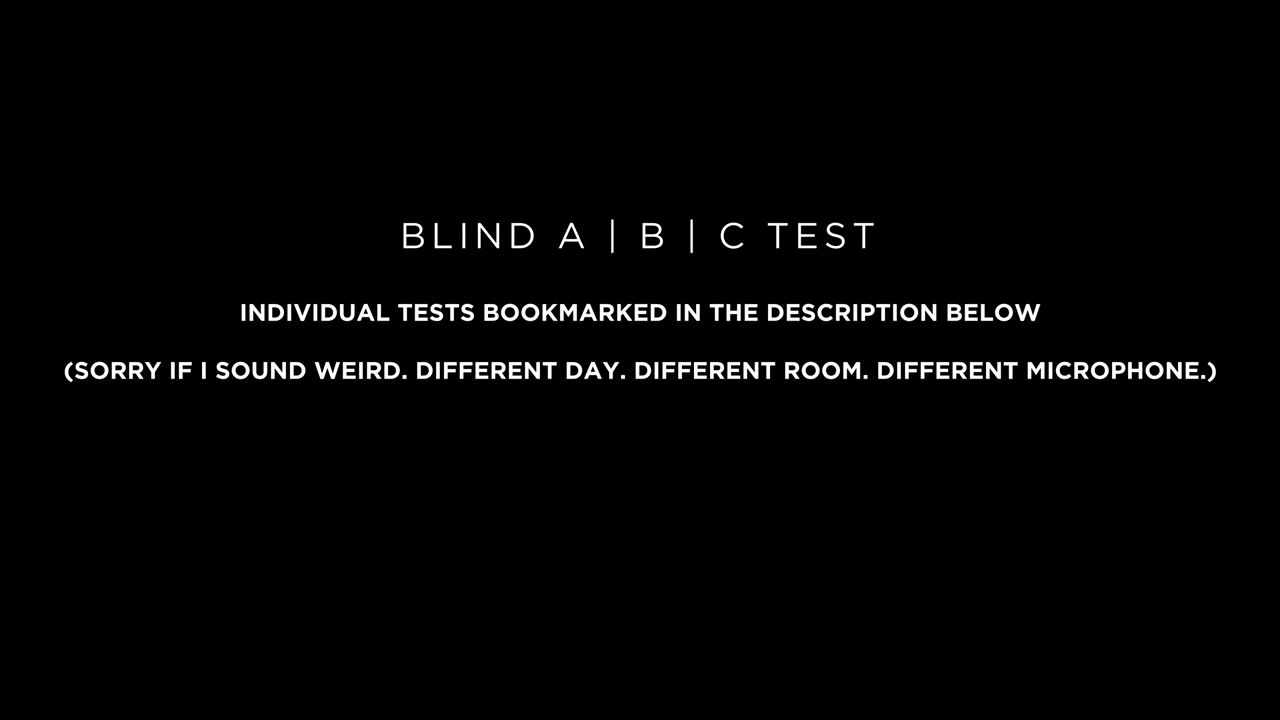 BLIND A | B | C TEST
INDIVIDUAL TESTS BOOKMARKED IN THE DESCRIPTION BELOW
(SORRY IF I SOUND WEIRD. DIFFERENT DAY. DIFFERENT ROOM. DIFFERENT MICROPHONE.)